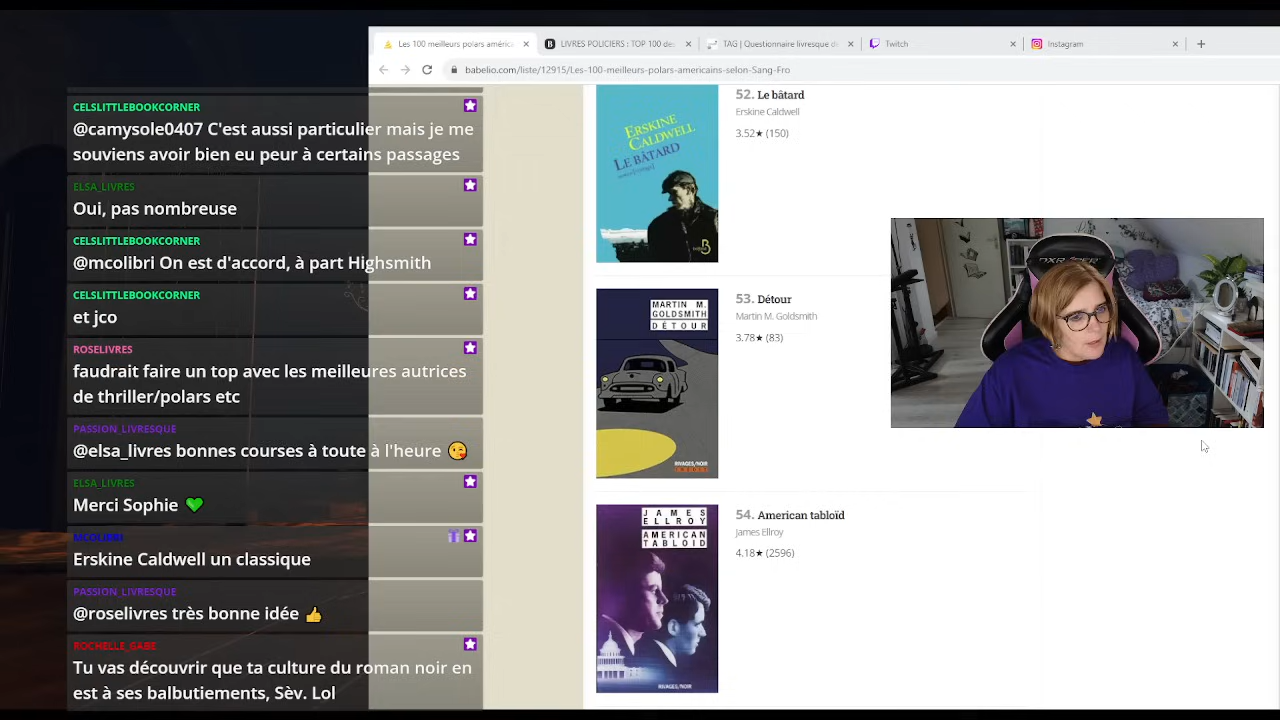 Les 100 meilleurs polars améric
LIVRES POLICIERS : TOP 100 des
TAG | Questionnaire livresque di
Twitch
Instagram
babelio.com/liste/12915/Les-100-meilleurs-polars-americains-selon-Sang-Fro
CELSLITTLEBOOKCORNER
@camysole0407 C'est aussi particulier mais je me
souviens avoir bien eu peur à certains passages
ELSA_LIVRES
Oui, pas nombreuse
CELSLITTLEBOOKCORNER
@mcolibri On est d'accord, à part Highsmith
CELSLITTLEBOOKCORNER
et jco
ROSELIVRES
faudrait faire un top avec les meilleures autrices
de thriller/polars etc
PASSION_LIVRESQUE
@elsa_livres bonnes courses à toute à l'heure 😘
ELSA_LIVRES
Merci Sophie 💚
MCOLIBRI
Erskine Caldwell un classique
PASSION_LIVRESQUE
@roselivres très bonne idée 👍
ROCHELLE_GABE
Tu vas découvrir que ta culture du roman noir en
est à ses balbutiements, Sèv. Lol
ERSKINE
CALDWELL
LE BÂTARD
52. Le bâtard
Erskine Caldwell
3.52★ (150)
MARTIN M.
GOLDSMITH
DÉTOUR
RIVAGES/NOIR
53. Détour
Martin M. Goldsmith
3.78★ (83)
JAMES
ELLROY
AMERICAN
TABLOID
RIVAGES/NOIR
54. American tabloïd
James Ellroy
4.18★ (2596)